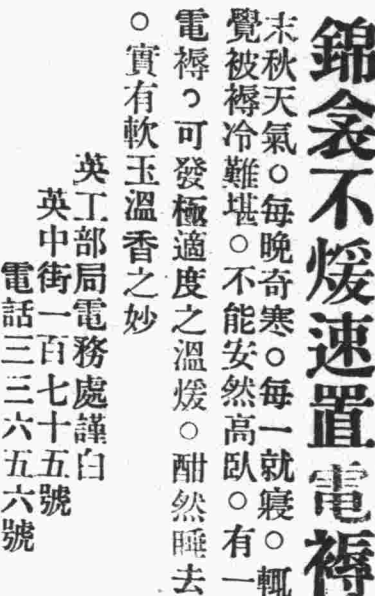 錦衾不煖速置電褥
末秋天氣。每晚奇寒。每一就寢。輒
覺被褥冷難堪。不能安然高臥。有一
電褥。可發極適度之溫煖。酣然睡去
。實有軟玉溫香之妙
英工部局電務處謹白
英中街一百七十五號
電話三三六五六號